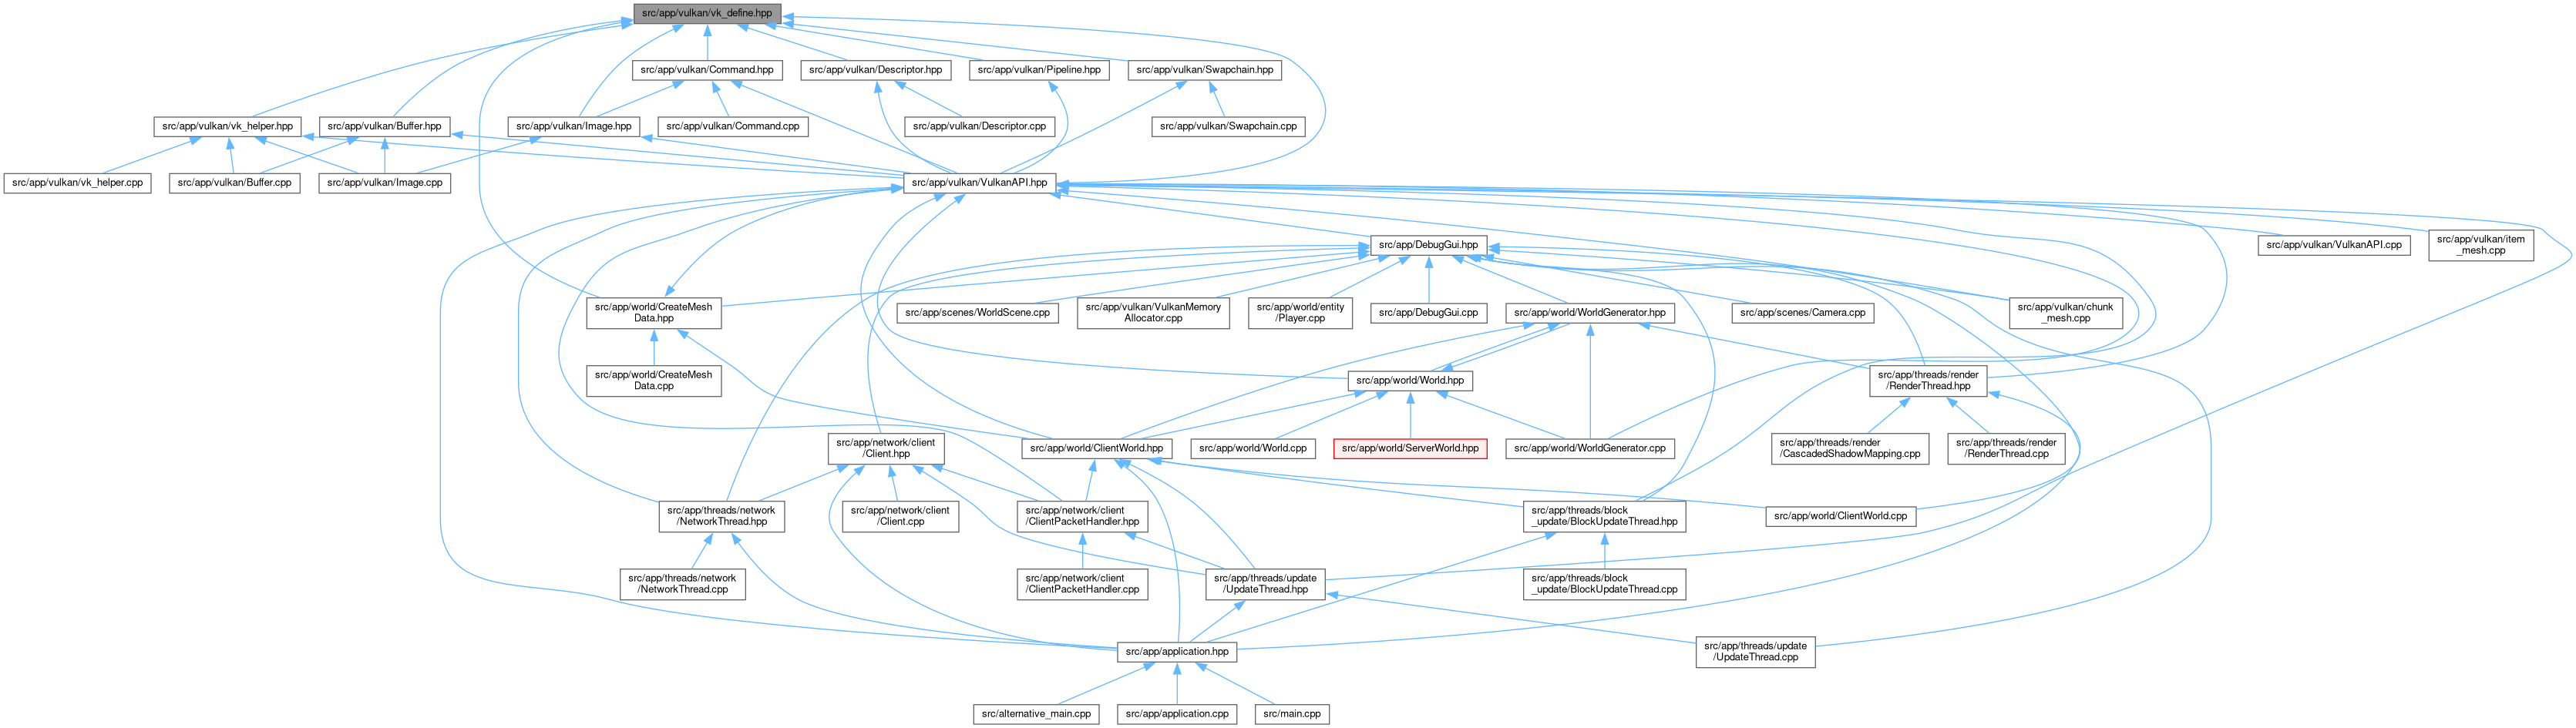 src/app/vulkan/vk_define.hpp
src/app/vulkan/Command.hpp
src/app/vulkan/Descriptor.hpp
src/app/vulkan/Pipeline.hpp
src/app/vulkan/Swapchain.hpp
src/app/vulkan/vk_helper.hpp
src/app/vulkan/Buffer.hpp
src/app/vulkan/Image.hpp
src/app/vulkan/Command.cpp
src/app/vulkan/Descriptor.cpp
src/app/vulkan/Swapchain.cpp
src/app/vulkan/vk_helper.cpp
src/app/vulkan/Buffer.cpp
src/app/vulkan/Image.cpp
src/app/vulkan/VulkanAPI.hpp
src/app/DebugGui.hpp
src/app/vulkan/VulkanAPI.cpp
src/app/vulkan/item
_mesh.cpp
src/app/world/CreateMesh
Data.hpp
src/app/scenes/WorldScene.cpp
src/app/vulkan/VulkanMemory
Allocator.cpp
src/app/world/entity
/Player.cpp
src/app/DebugGui.cpp
src/app/world/WorldGenerator.hpp
src/app/scenes/Camera.cpp
src/app/vulkan/chunk
_mesh.cpp
src/app/world/CreateMesh
Data.cpp
src/app/world/World.hpp
src/app/threads/render
/RenderThread.hpp
src/app/network/client
/Client.hpp
src/app/world/ClientWorld.hpp
src/app/world/World.cpp
src/app/world/ServerWorld.hpp
src/app/world/WorldGenerator.cpp
src/app/threads/render
/CascadedShadowMapping.cpp
src/app/threads/render
/RenderThread.cpp
src/app/threads/network
/NetworkThread.hpp
src/app/network/client
/Client.cpp
src/app/network/client
/ClientPacketHandler.hpp
src/app/threads/block
_update/BlockUpdateThread.hpp
src/app/world/ClientWorld.cpp
src/app/threads/network
/NetworkThread.cpp
src/app/network/client
/ClientPacketHandler.cpp
src/app/threads/update
/UpdateThread.hpp
src/app/threads/block
_update/BlockUpdateThread.cpp
src/app/application.hpp
src/app/threads/update
/UpdateThread.cpp
src/alternative_main.cpp
src/app/application.cpp
src/main.cpp